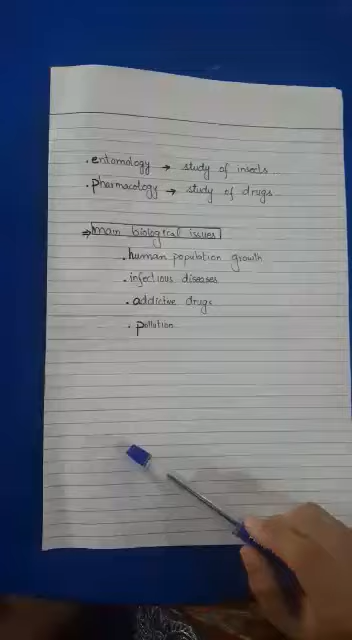 .entomology → study of insects
.pharmacology → study of drugs
⇒ main biological issues
.human population growth
.infectious diseases
.addictive drugs
.pollution